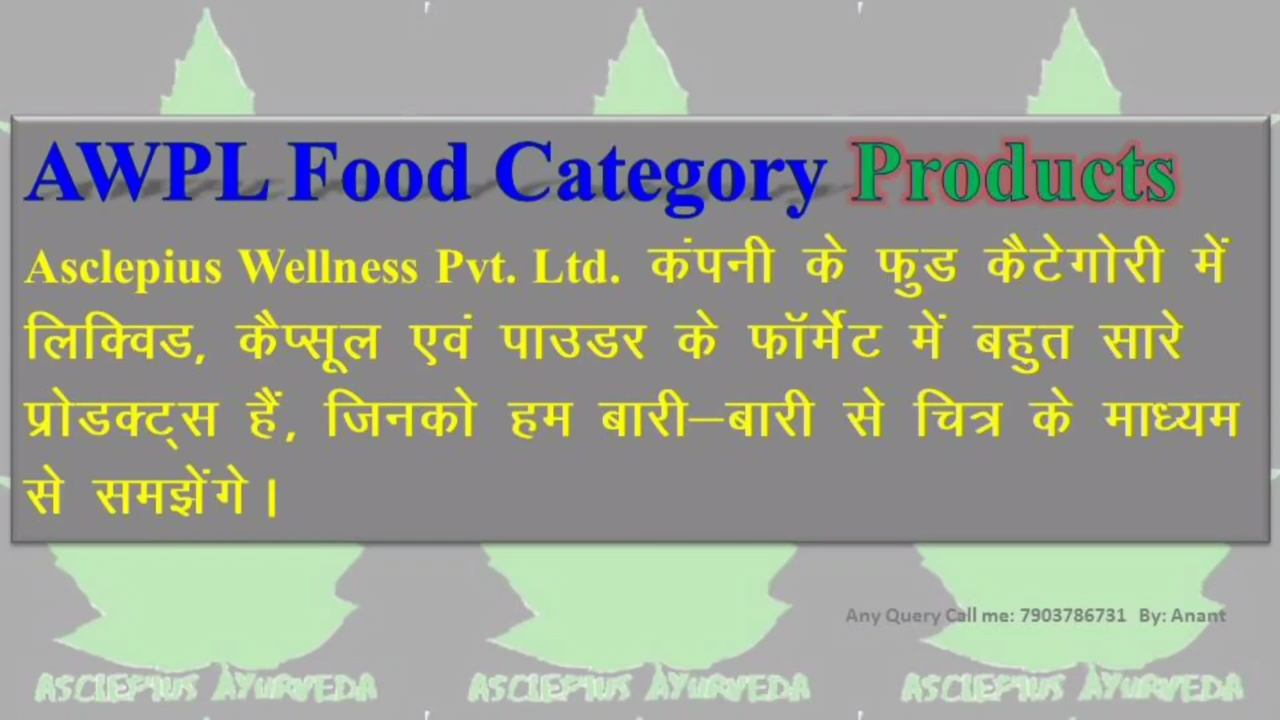 AWPL Food Category Products
Asclepius Wellness Pvt. Ltd. कंपनी के फुड कैटेगोरी में
लिक्विड, कैप्सूल एवं पाउडर के फॉर्मेट में बहुत सारे
प्रोडक्ट्स हैं, जिनको हम बारी–बारी से चित्र के माध्यम
से समझेंगे।
Any Query Call me: 7903786731 By: Anant
ASCLEPIUS AYURVEDA ASCLEPIUS AYURVEDA ASCLEPIUS AYURVEDA